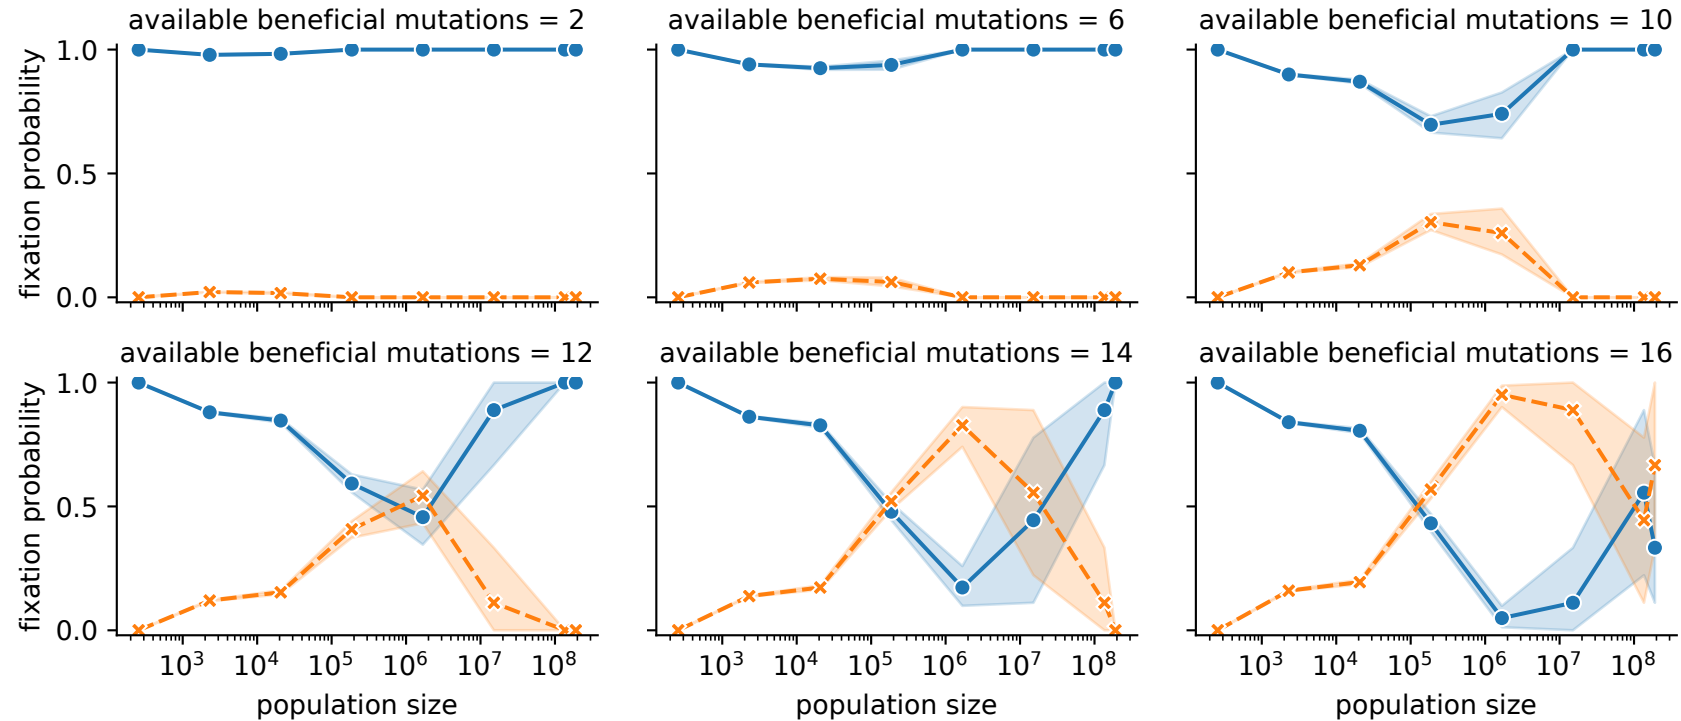 available beneficial mutations = 2
available beneficial mutations = 6
available beneficial mutations = 10
fixation probability
1.0
0.5
0.0
available beneficial mutations = 12
available beneficial mutations = 14
available beneficial mutations = 16
fixation probability
1.0
0.5
0.0
10³ 10⁴ 10⁵ 10⁶ 10⁷ 10⁸
10³ 10⁴ 10⁵ 10⁶ 10⁷ 10⁸
10³ 10⁴ 10⁵ 10⁶ 10⁷ 10⁸
population size
population size
population size